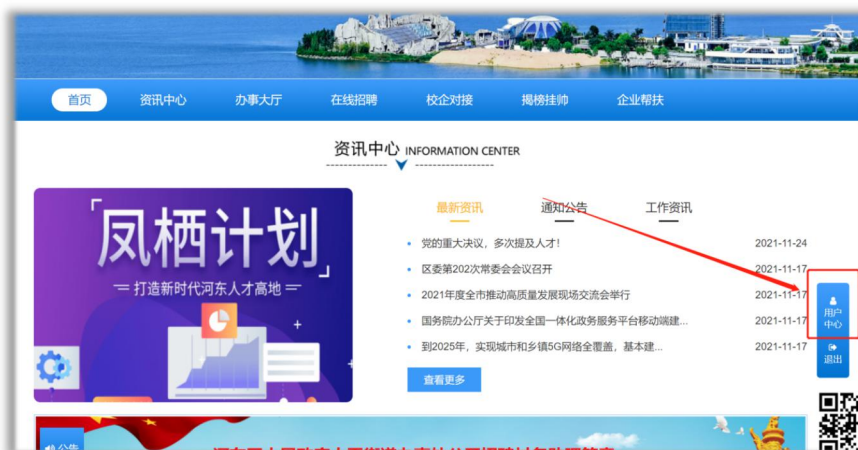 首页 资讯中心 办事大厅 在线招聘 校企对接 揭榜挂帅 企业帮扶
资讯中心 INFORMATION CENTER
「凤栖计划」
打造新时代河东人才高地
最新资讯 通知公告 工作资讯
党的重大决议，多次提及人才！ 2021-11-24
区委第202次常委会会议召开 2021-11-17
2021年度全市推动高质量发展现场交流会举行 2021-11-17
国务院办公厅关于印发全国一体化政务服务平台移动端建... 2021-11-17
到2025年，实现城市和乡镇5G网络全覆盖，基本建... 2021-11-17
查看更多
用户
中心
退出
公告